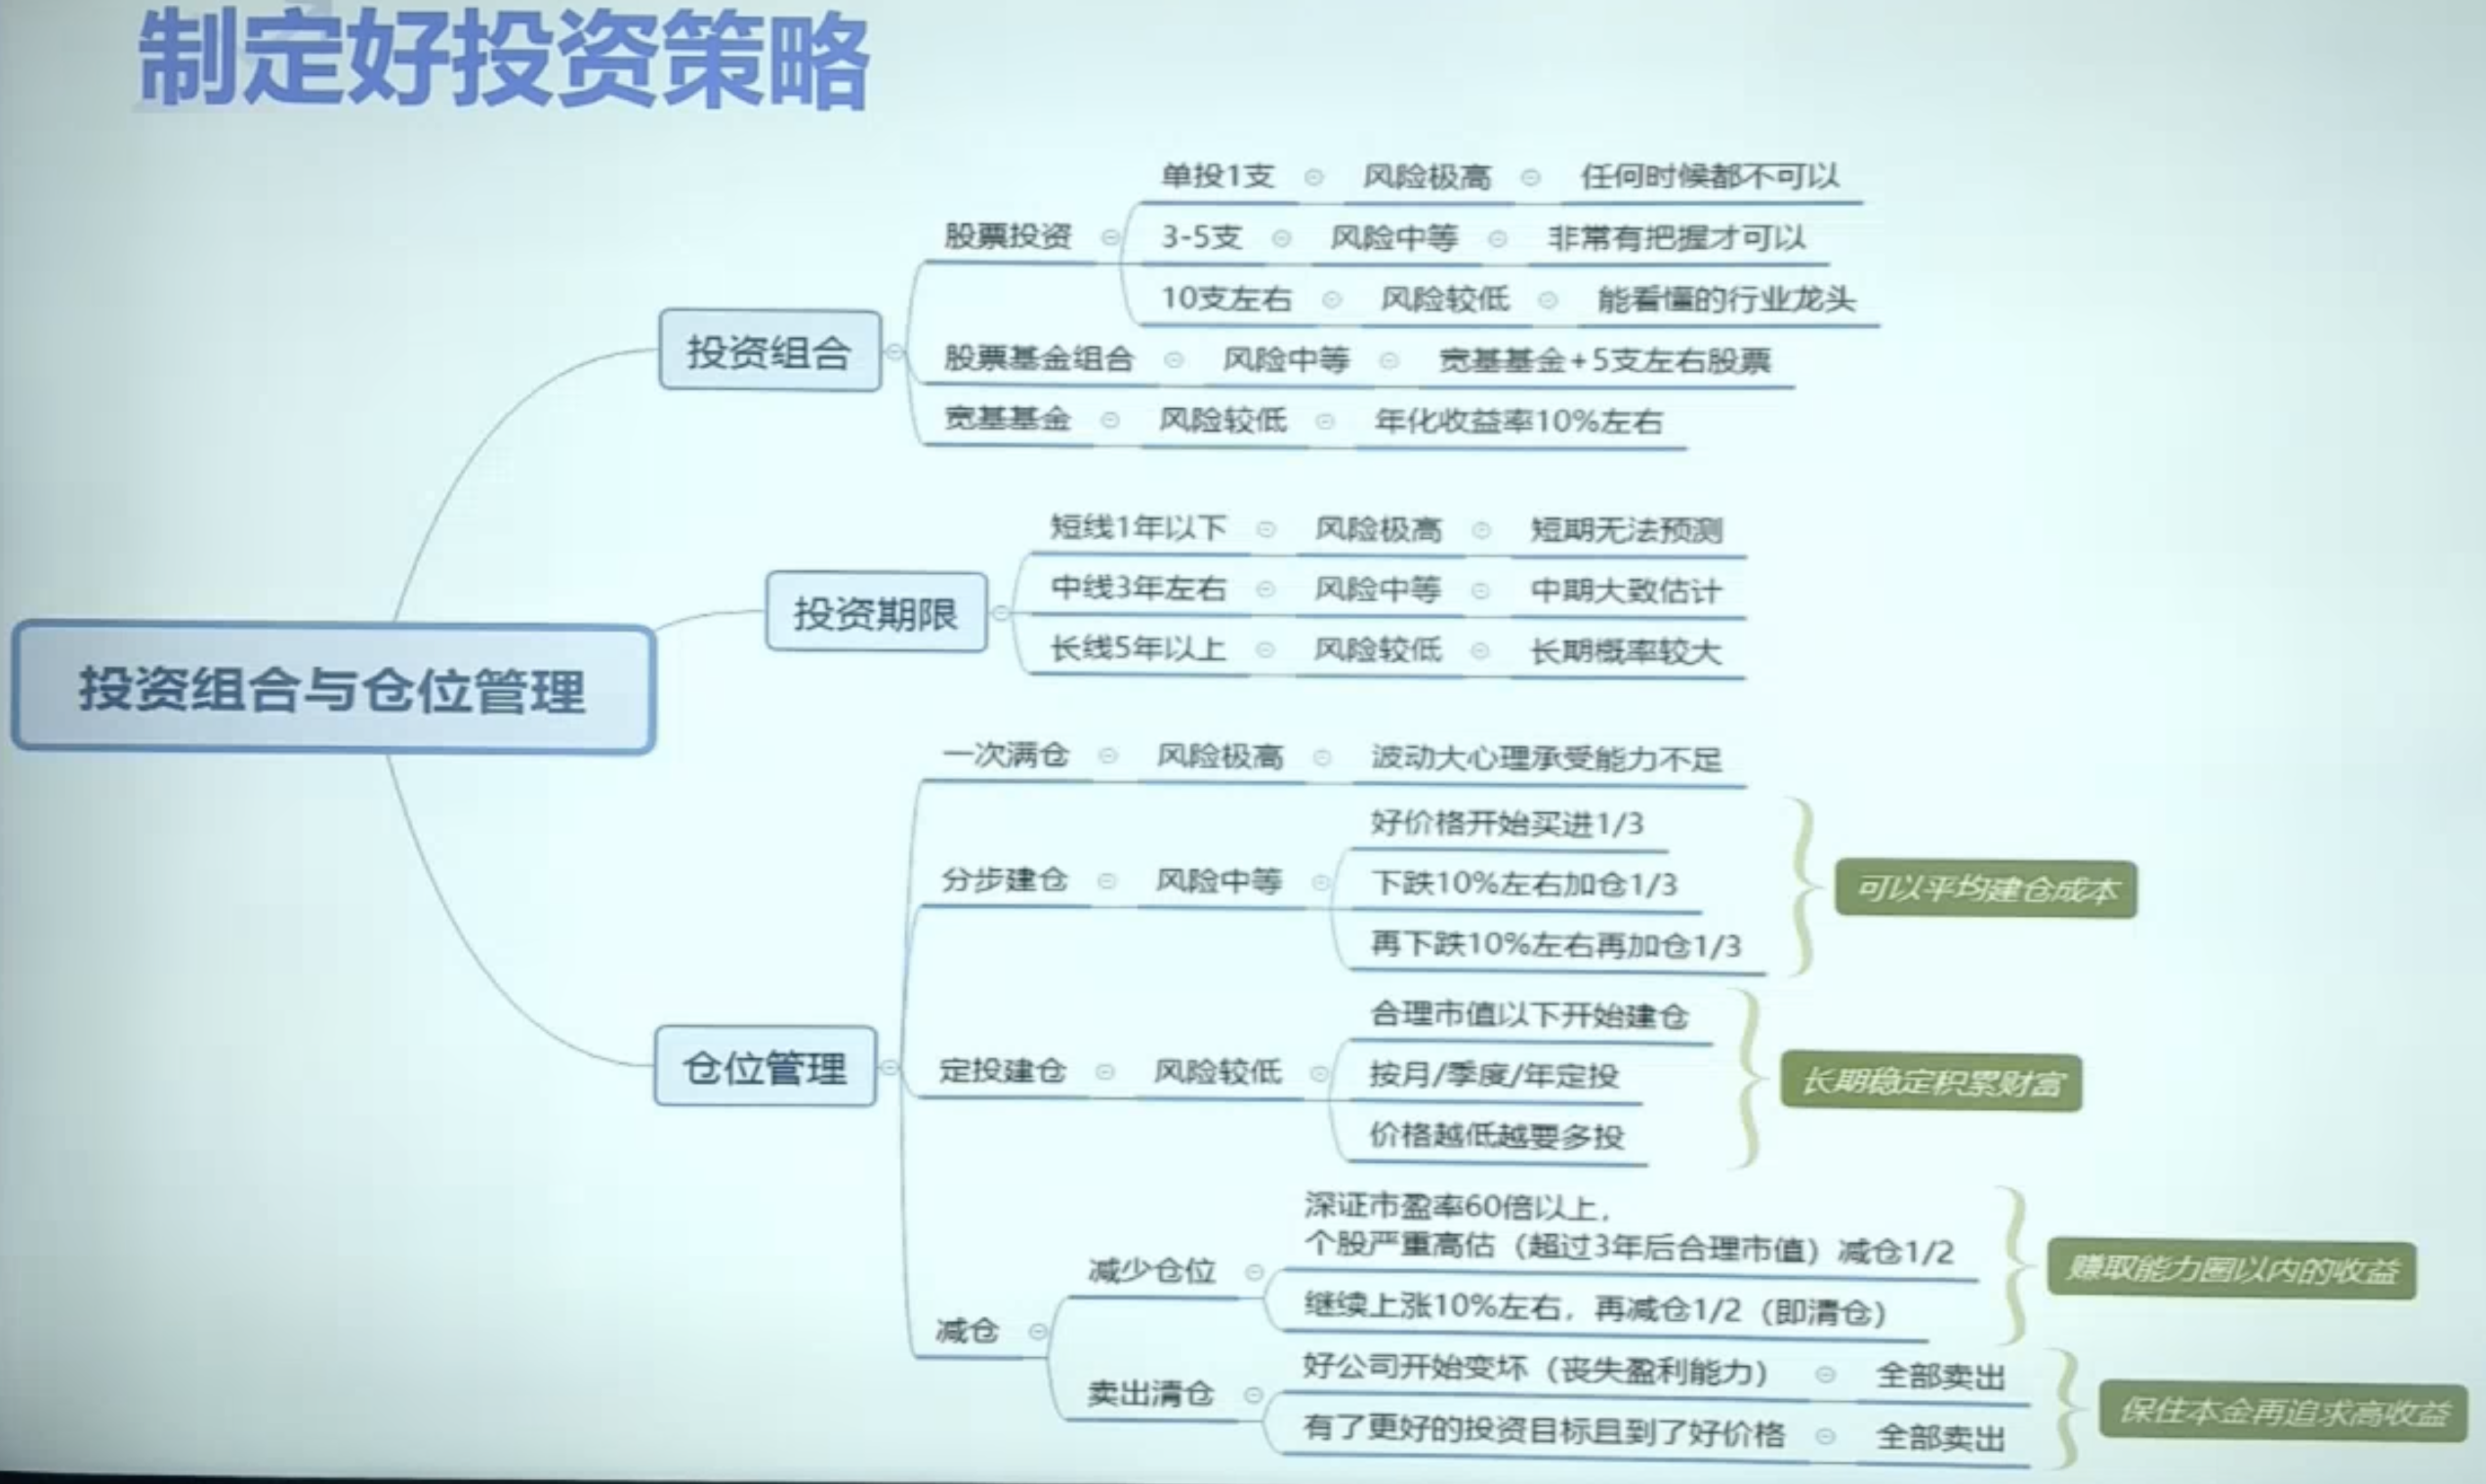 制定好投资策略
投资组合与仓位管理
投资组合
股票投资
单投1支 风险极高 任何时候都不可以
3-5支 风险中等 非常有把握才可以
10支左右 风险较低 能看懂的行业龙头
股票基金组合 风险中等 宽基基金+5支左右股票
宽基基金 风险较低 年化收益率10%左右
投资期限
短线1年以下 风险极高 短期无法预测
中线3年左右 风险中等 中期大致估计
长线5年以上 风险较低 长期概率较大
仓位管理
一次满仓 风险极高 波动大心理承受能力不足
分步建仓 风险中等
好价格开始买进1/3
下跌10%左右加仓1/3
再下跌10%左右再加仓1/3
可以平均建仓成本
定投建仓 风险较低
合理市值以下开始建仓
按月/季度/年定投
价格越低越要多投
长期稳定积累财富
减仓
减少仓位
深证市盈率60倍以上，
个股严重高估（超过3年后合理市值）减仓1/2
继续上涨10%左右，再减仓1/2（即清仓）
赚取能力圈以内的收益
卖出清仓
好公司开始变坏（丧失盈利能力） 全部卖出
有了更好的投资目标且到了好价格 全部卖出
保住本金再追求高收益